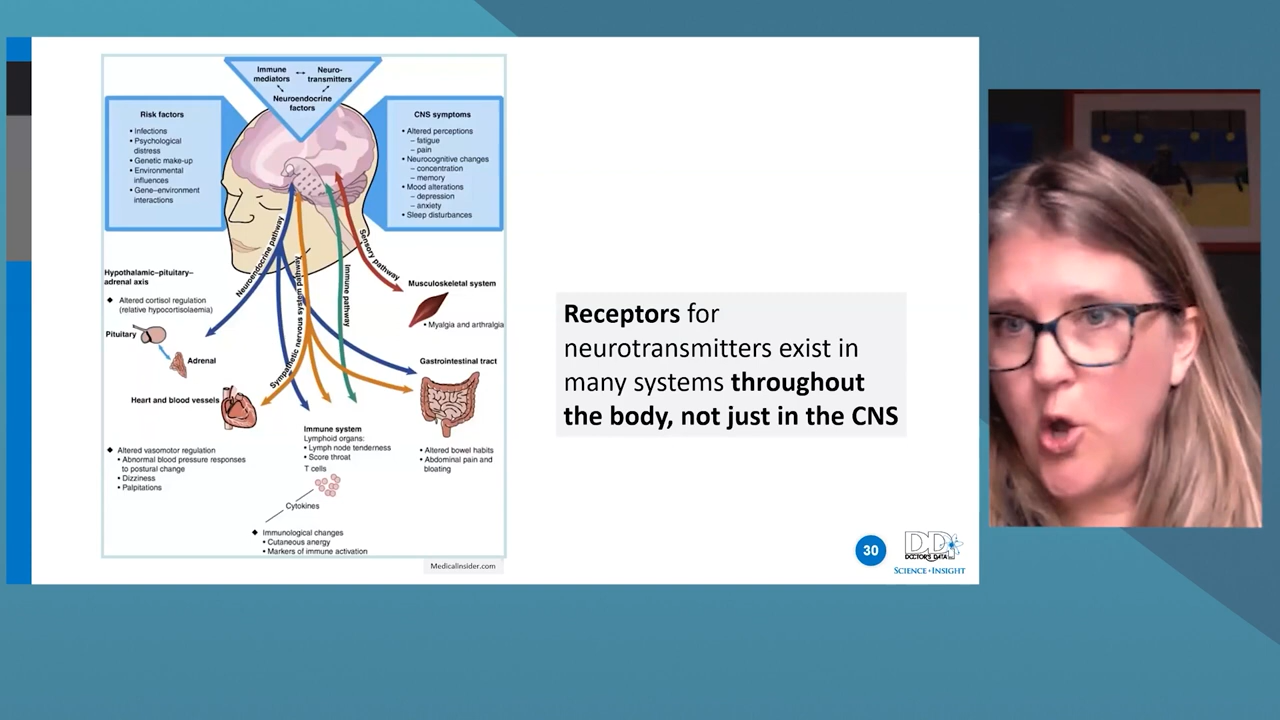 Immune mediators
Neuro-transmitters
Neuroendocrine factors
Risk factors
• Infections
• Psychological
distress
• Genetic make-up
• Environmental
influences
• Gene–environment
interactions
CNS symptoms
• Altered perceptions
– fatigue
– pain
• Neurocognitive changes
– concentration
– memory
• Mood alterations
– depression
– anxiety
• Sleep disturbances
Neuroendocrine pathway
Sympathetic nervous system pathway
Immune pathway
Sensory pathway
Hypothalamic–pituitary–
adrenal axis
◆ Altered cortisol regulation
(relative hypocortisolaemia)
Pituitary
Adrenal
Heart and blood vessels
◆ Altered vasomotor regulation
• Abnormal blood pressure responses
to postural change
• Dizziness
• Palpitations
Musculoskeletal system
• Myalgia and arthralgia
Gastrointestinal tract
• Altered bowel habits
• Abdominal pain and
bloating
Immune system
Lymphoid organs:
• Lymph node tenderness
• Score throat
T cells
Cytokines
◆ Immunological changes
• Cutaneous anergy
• Markers of immune activation
MedicalInsider.com
Receptors for
neurotransmitters exist in
many systems throughout
the body, not just in the CNS
30
DDI
DOCTOR'S DATA
SCIENCE + INSIGHT